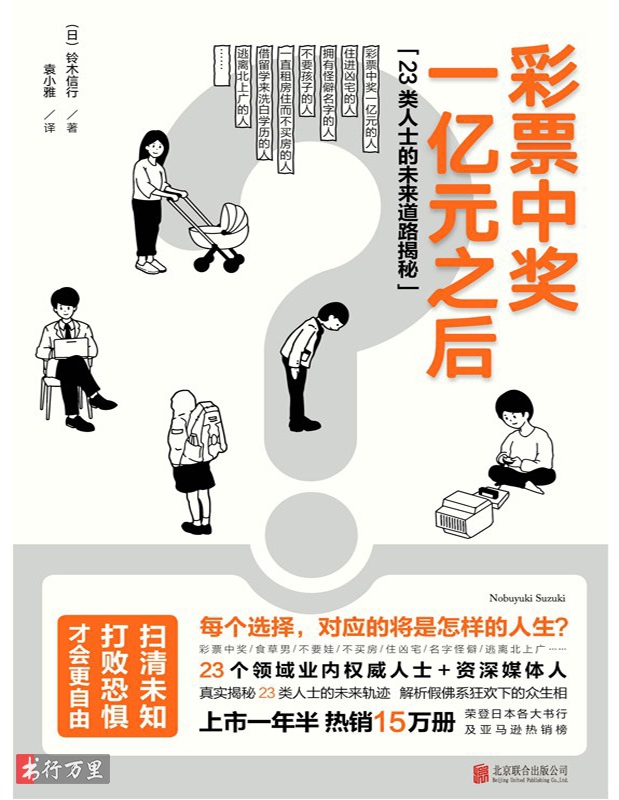 彩票中奖
一亿元之后
「23类人士的未来道路揭秘」
彩票中奖一亿元的人
住进凶宅的人
拥有怪僻名字的人
不要孩子的人
一直租房住而不买房的人
借留学来洗白学历的人
逃离北上广的人
……
（日）铃木信行 ／著
袁小雅 ／译
Nobuyuki Suzuki
扫清未知
打败恐惧
才会更自由
每个选择，对应的将是怎样的人生?
彩票中奖/食草男/不要娃/不买房/住凶宅/名字怪僻/逃离北上广……
23个领域业内权威人士+资深媒体人
真实揭秘23类人士的未来轨迹 解析假佛系狂欢下的众生相
上市一年半 热销15万册
荣登日本各大书行
及亚马逊热销榜
书行万里
北京联合出版公司
Beijing United Publishing Co.,Ltd.